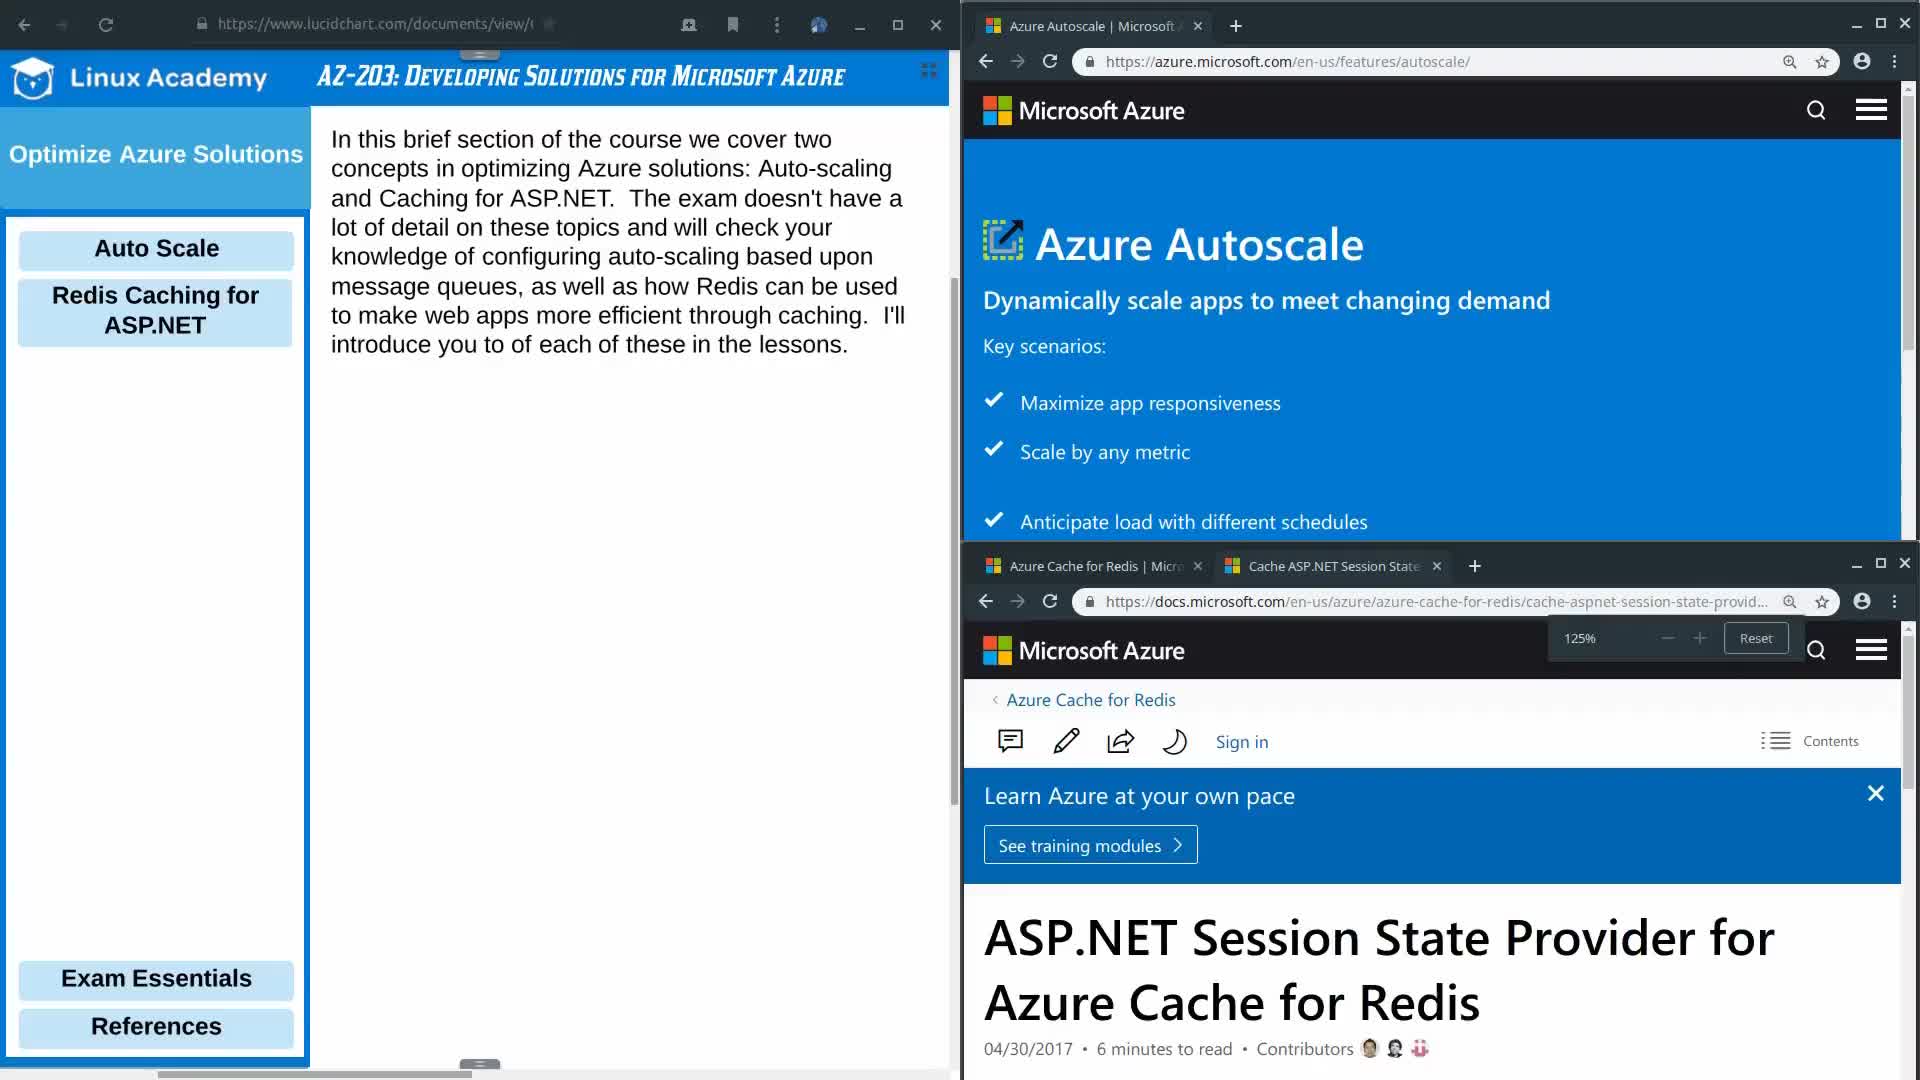 https://www.lucidchart.com/documents/view/
Linux Academy
AZ-203: Developing Solutions for Microsoft Azure
Optimize Azure Solutions
Auto Scale
Redis Caching for
ASP.NET
Exam Essentials
References
In this brief section of the course we cover two
concepts in optimizing Azure solutions: Auto-scaling
and Caching for ASP.NET.  The exam doesn't have a
lot of detail on these topics and will check your
knowledge of configuring auto-scaling based upon
message queues, as well as how Redis can be used
to make web apps more efficient through caching.  I'll
introduce you to of each of these in the lessons.
Azure Autoscale | Microsoft
https://azure.microsoft.com/en-us/features/autoscale/
Microsoft Azure
Azure Autoscale
Dynamically scale apps to meet changing demand
Key scenarios:
Maximize app responsiveness
Scale by any metric
Anticipate load with different schedules
Azure Cache for Redis | Micro
Cache ASP.NET Session State
https://docs.microsoft.com/en-us/azure/azure-cache-for-redis/cache-aspnet-session-state-provid...
125%
Reset
Microsoft Azure
Azure Cache for Redis
Sign in
Contents
Learn Azure at your own pace
See training modules
ASP.NET Session State Provider for
Azure Cache for Redis
04/30/2017 • 6 minutes to read • Contributors